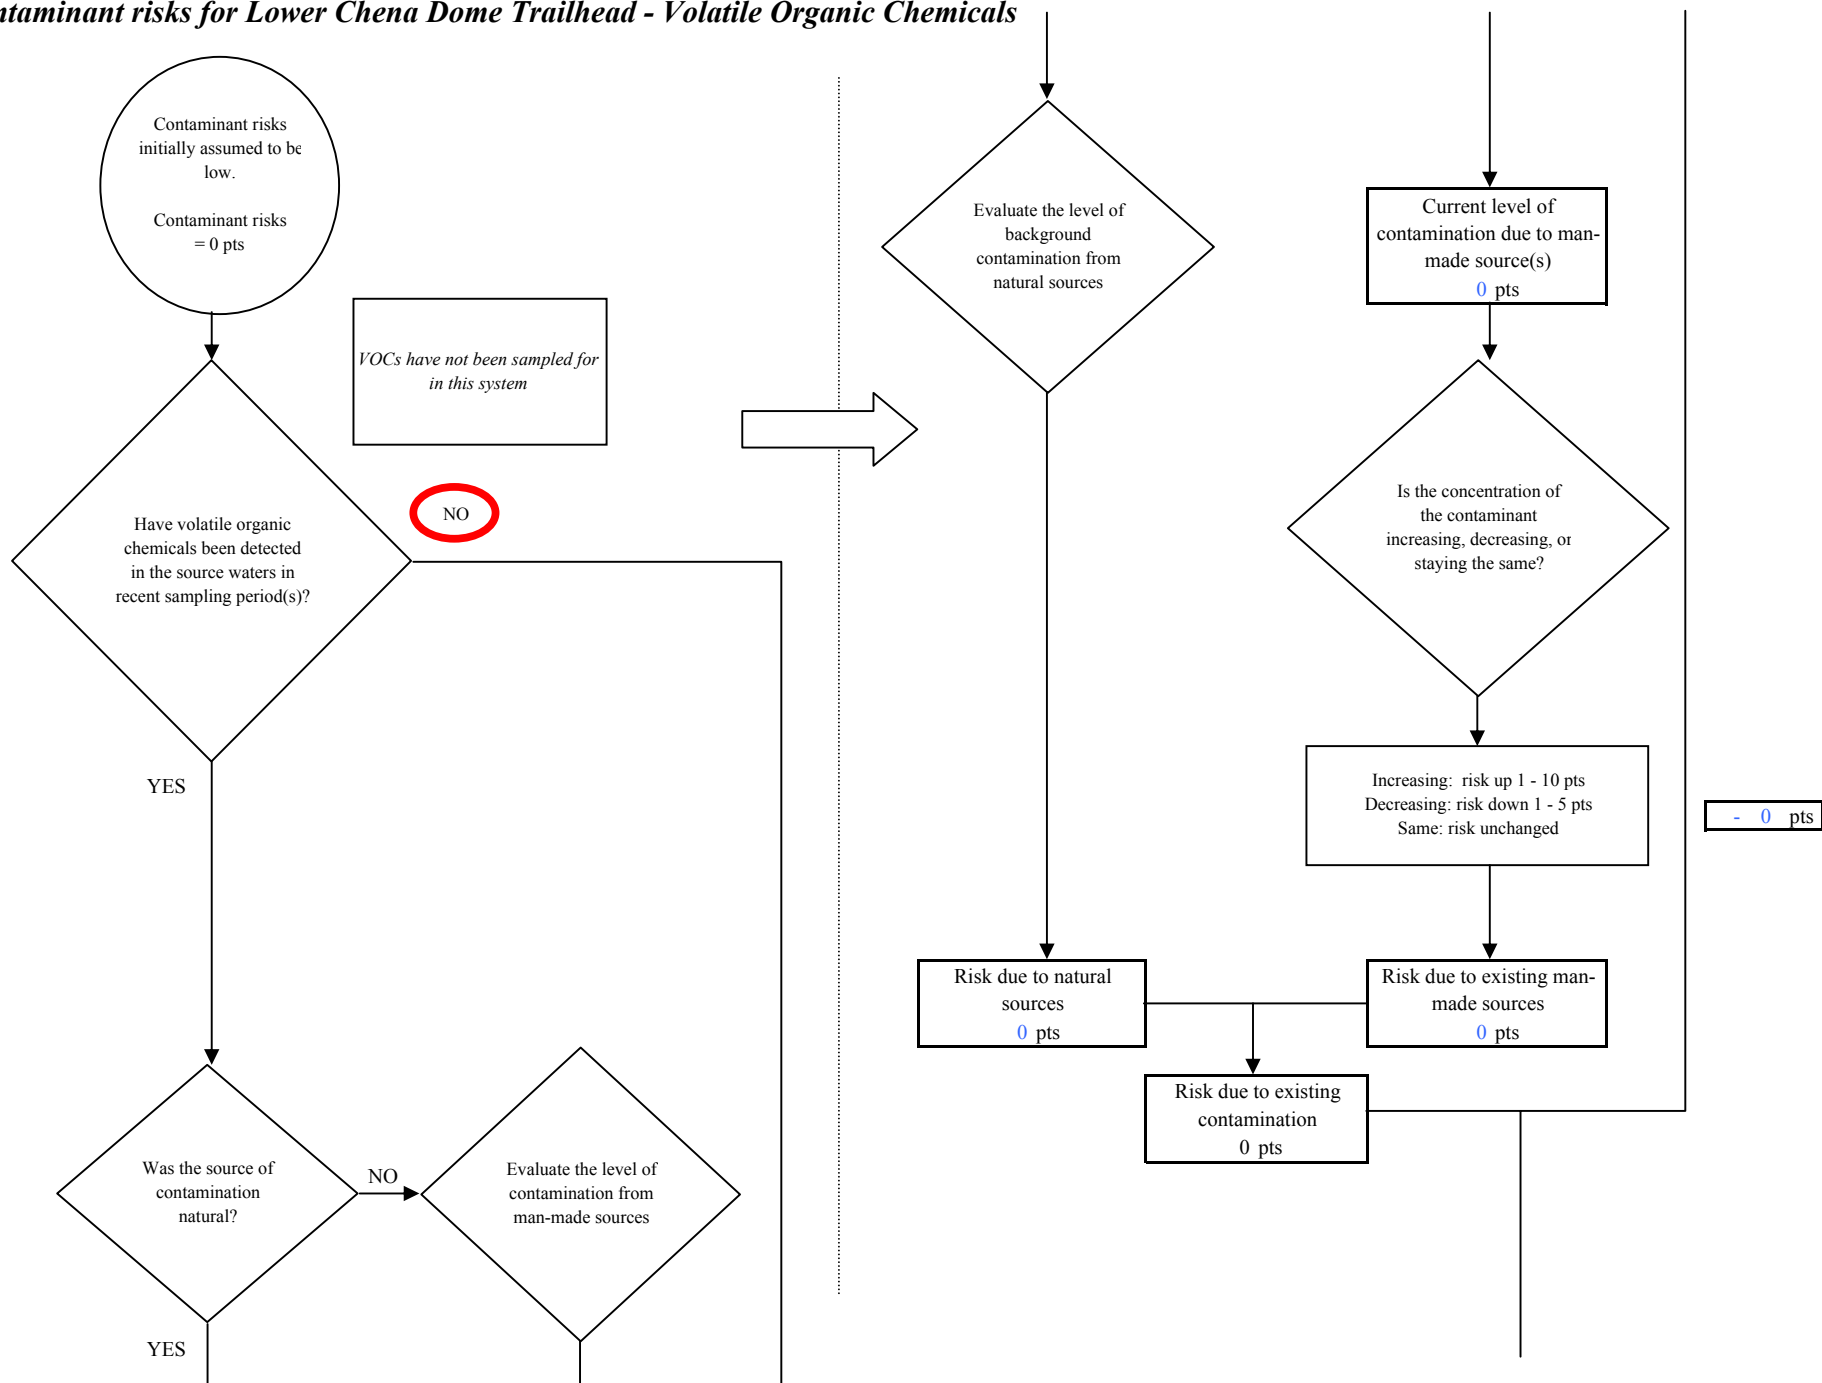 ntaminant risks for Lower Chena Dome Trailhead - Volatile Organic Chemicals
Contaminant risks
initially assumed to be
low.
Contaminant risks
= 0 pts
VOCs have not been sampled for
in this system
NO
Have volatile organic
chemicals been detected
in the source waters in
recent sampling period(s)?
YES
Was the source of
contamination
natural?
NO
Evaluate the level of
contamination from
man-made sources
YES
Evaluate the level of
background
contamination from
natural sources
Current level of
contamination due to man-
made source(s)
0 pts
Is the concentration of
the contaminant
increasing, decreasing, or
staying the same?
Increasing: risk up 1 - 10 pts
Decreasing: risk down 1 - 5 pts
Same: risk unchanged
- 0 pts
Risk due to natural
sources
0 pts
Risk due to existing man-
made sources
0 pts
Risk due to existing
contamination
0 pts